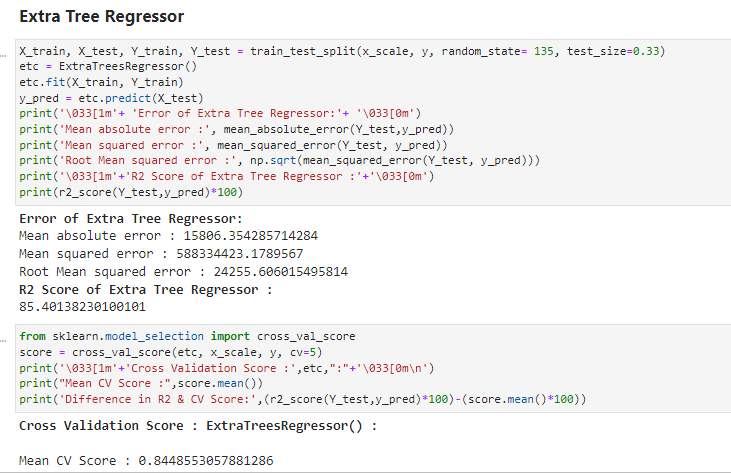 Extra Tree Regressor
X_train, X_test, Y_train, Y_test = train_test_split(x_scale, y, random_state= 135, test_size=0.33)
etc = ExtraTreesRegressor()
etc.fit(X_train, Y_train)
y_pred = etc.predict(X_test)
print('\033[1m'+ 'Error of Extra Tree Regressor:'+ '\033[0m')
print('Mean absolute error :', mean_absolute_error(Y_test,y_pred))
print('Mean squared error :', mean_squared_error(Y_test, y_pred))
print('Root Mean squared error :', np.sqrt(mean_squared_error(Y_test, y_pred)))
print('\033[1m'+'R2 Score of Extra Tree Regressor :'+'\033[0m')
print(r2_score(Y_test,y_pred)*100)
Error of Extra Tree Regressor:
Mean absolute error : 15806.354285714284
Mean squared error : 588334423.1789567
Root Mean squared error : 24255.606015495814
R2 Score of Extra Tree Regressor :
85.40138230100101
from sklearn.model_selection import cross_val_score
score = cross_val_score(etc, x_scale, y, cv=5)
print('\033[1m'+'Cross Validation Score :',etc,":"+'\033[0m\n')
print("Mean CV Score :",score.mean())
print('Difference in R2 & CV Score:',(r2_score(Y_test,y_pred)*100)-(score.mean()*100))
Cross Validation Score : ExtraTreesRegressor() :
Mean CV Score : 0.8448553057881286